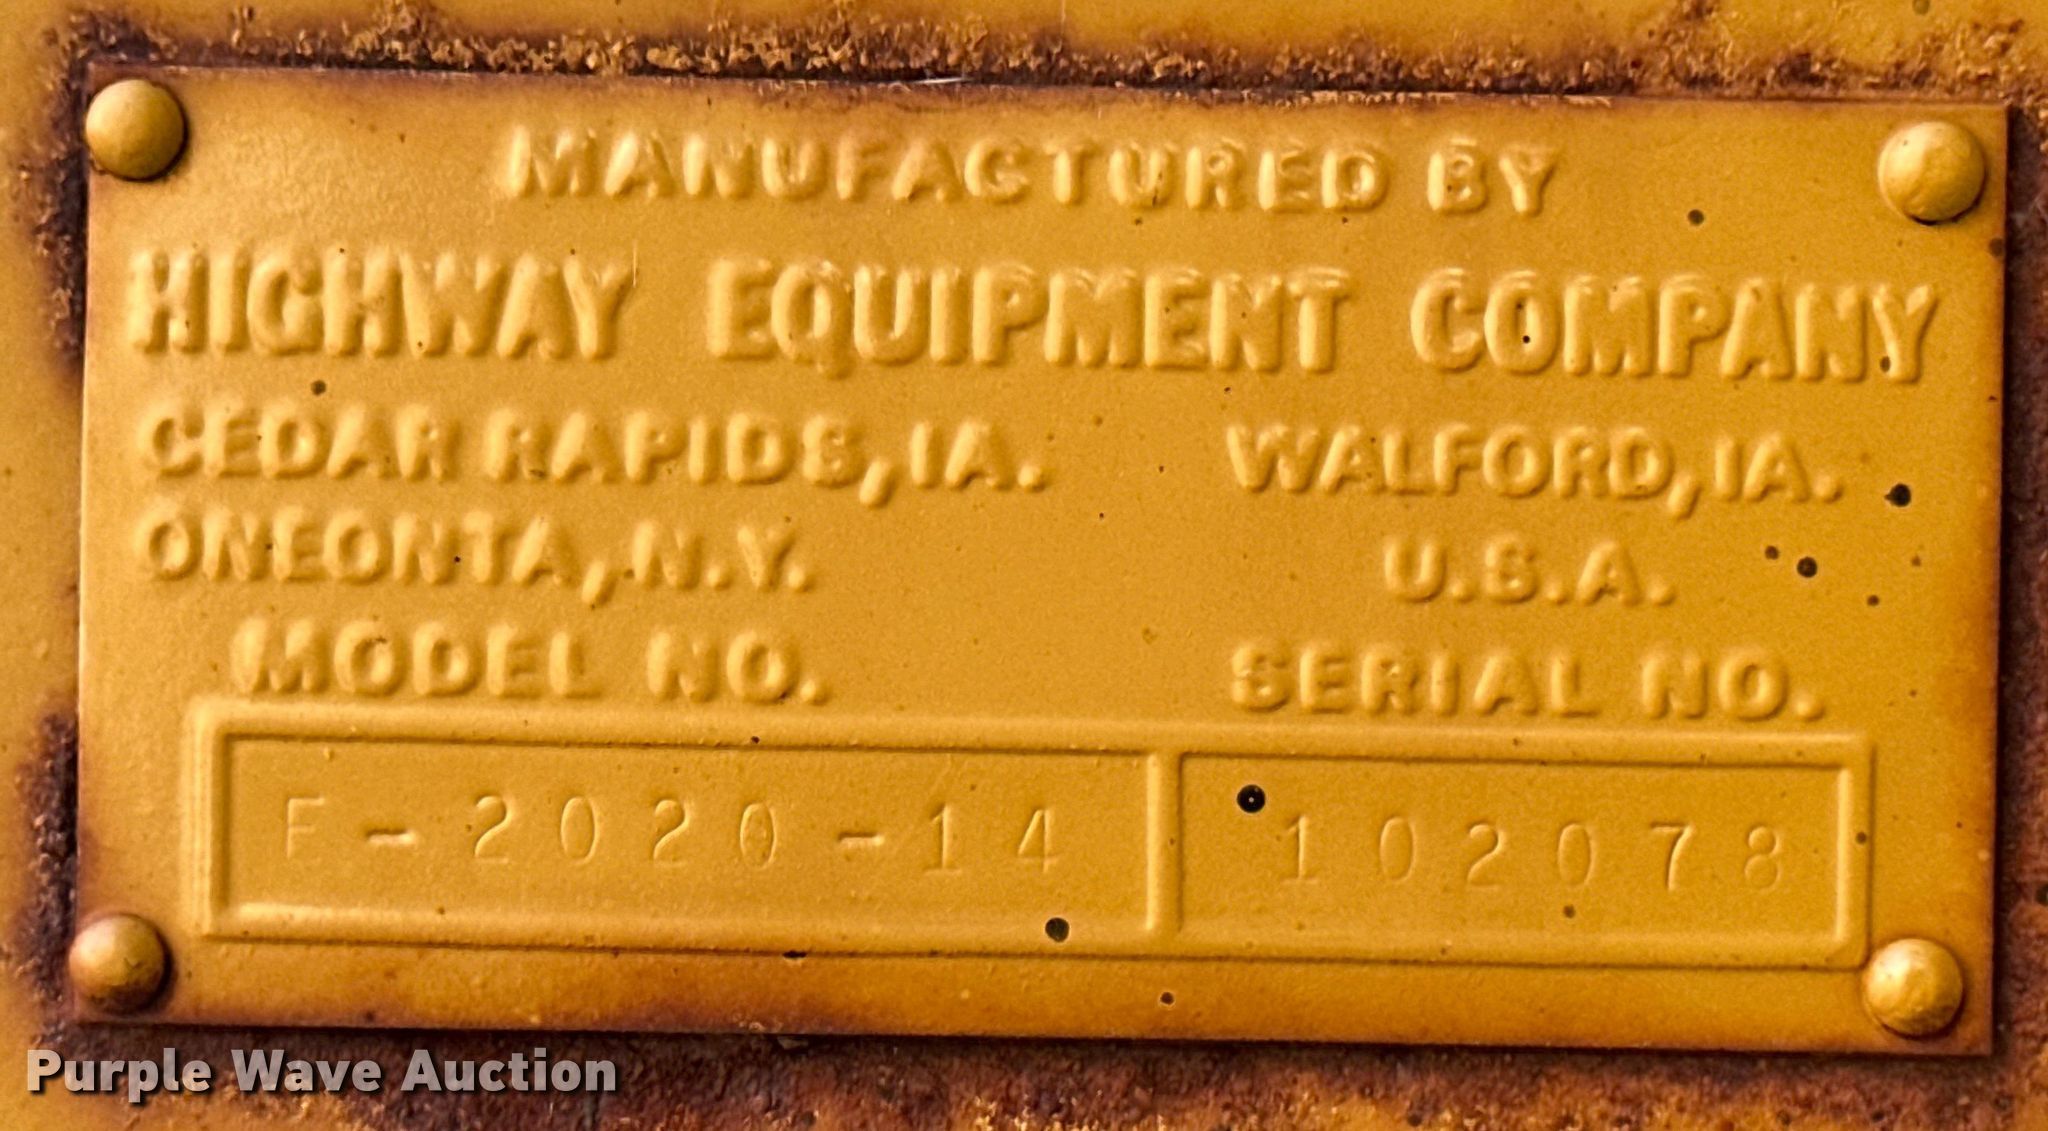 MANUFACTURED BY
HIGHWAY EQUIPMENT COMPANY
CEDAR RAPIDS, IA. WALFORD, IA.
ONEONTA, N.Y. U.S.A.
MODEL NO. SERIAL NO.
F-2020-14 102078
Purple Wave Auction